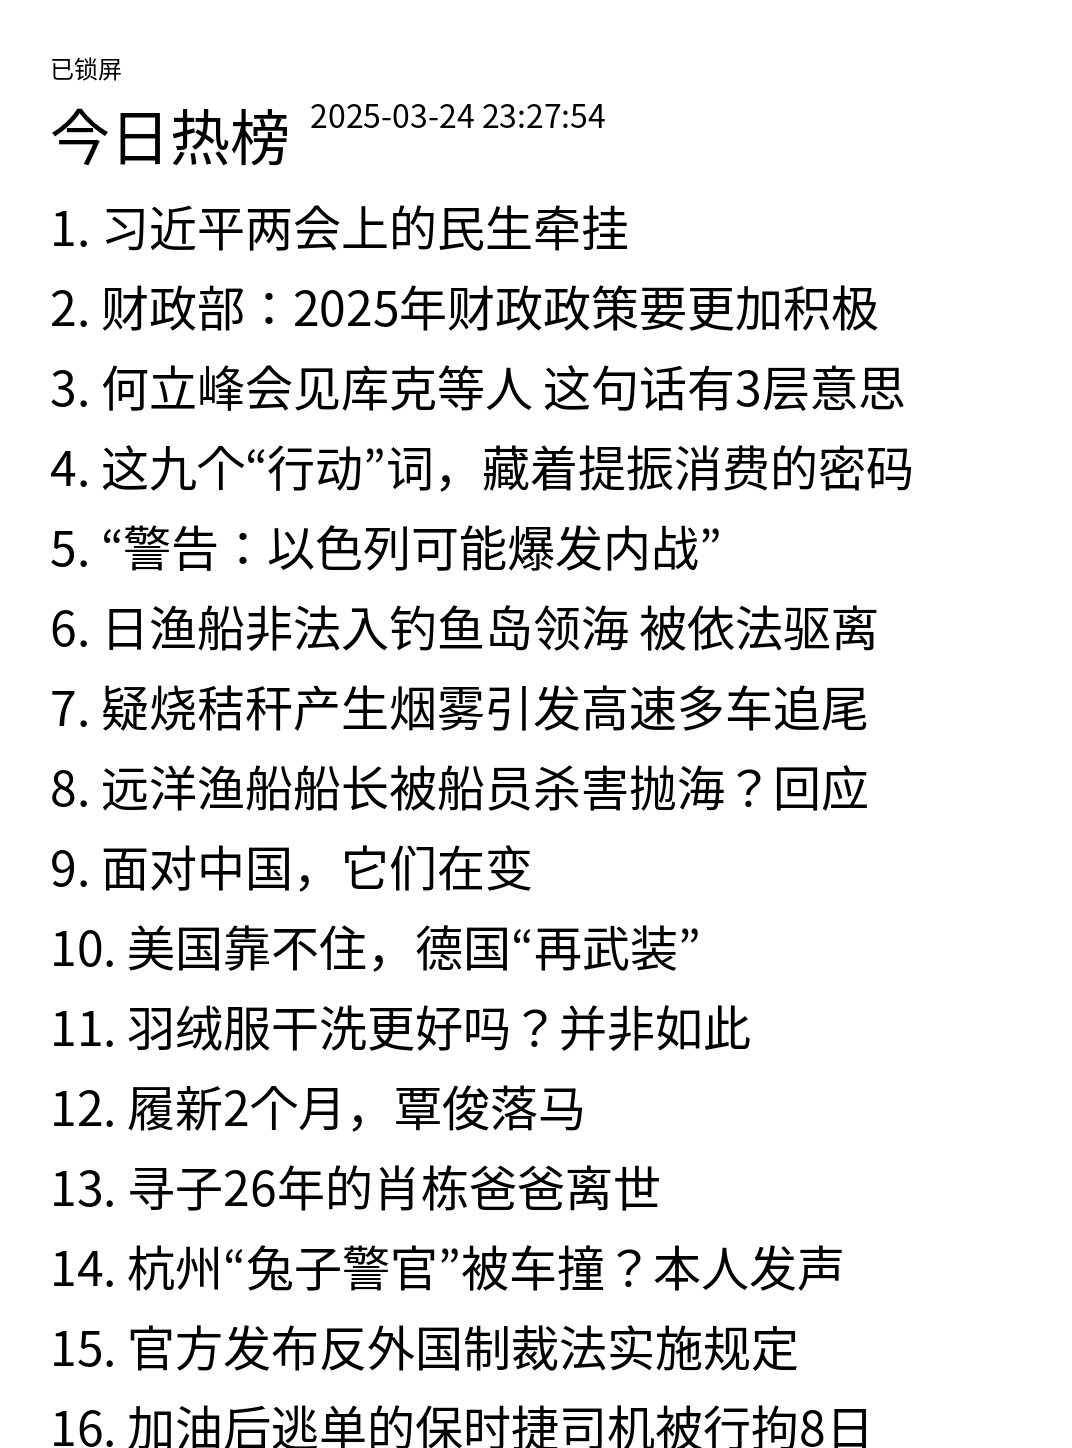 已锁屏
今日热榜 2025-03-24 23:27:54
1. 习近平两会上的民生牵挂
2. 财政部：2025年财政政策要更加积极
3. 何立峰会见库克等人 这句话有3层意思
4. 这九个“行动”词，藏着提振消费的密码
5. “警告：以色列可能爆发内战”
6. 日渔船非法入钓鱼岛领海 被依法驱离
7. 疑烧秸秆产生烟雾引发高速多车追尾
8. 远洋渔船船长被船员杀害抛海？回应
9. 面对中国，它们在变
10. 美国靠不住，德国“再武装”
11. 羽绒服干洗更好吗？并非如此
12. 履新2个月，覃俊落马
13. 寻子26年的肖栋爸爸离世
14. 杭州“兔子警官”被车撞？本人发声
15. 官方发布反外国制裁法实施规定
16. 加油后逃单的保时捷司机被行拘8日